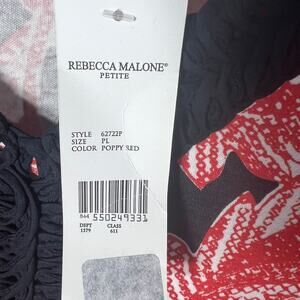 REBECCA MALONE®
PETITE
STYLE 62722P
SIZE PL
COLOR POPPY RED
844 550249331
DEPT CLASS
1379 611